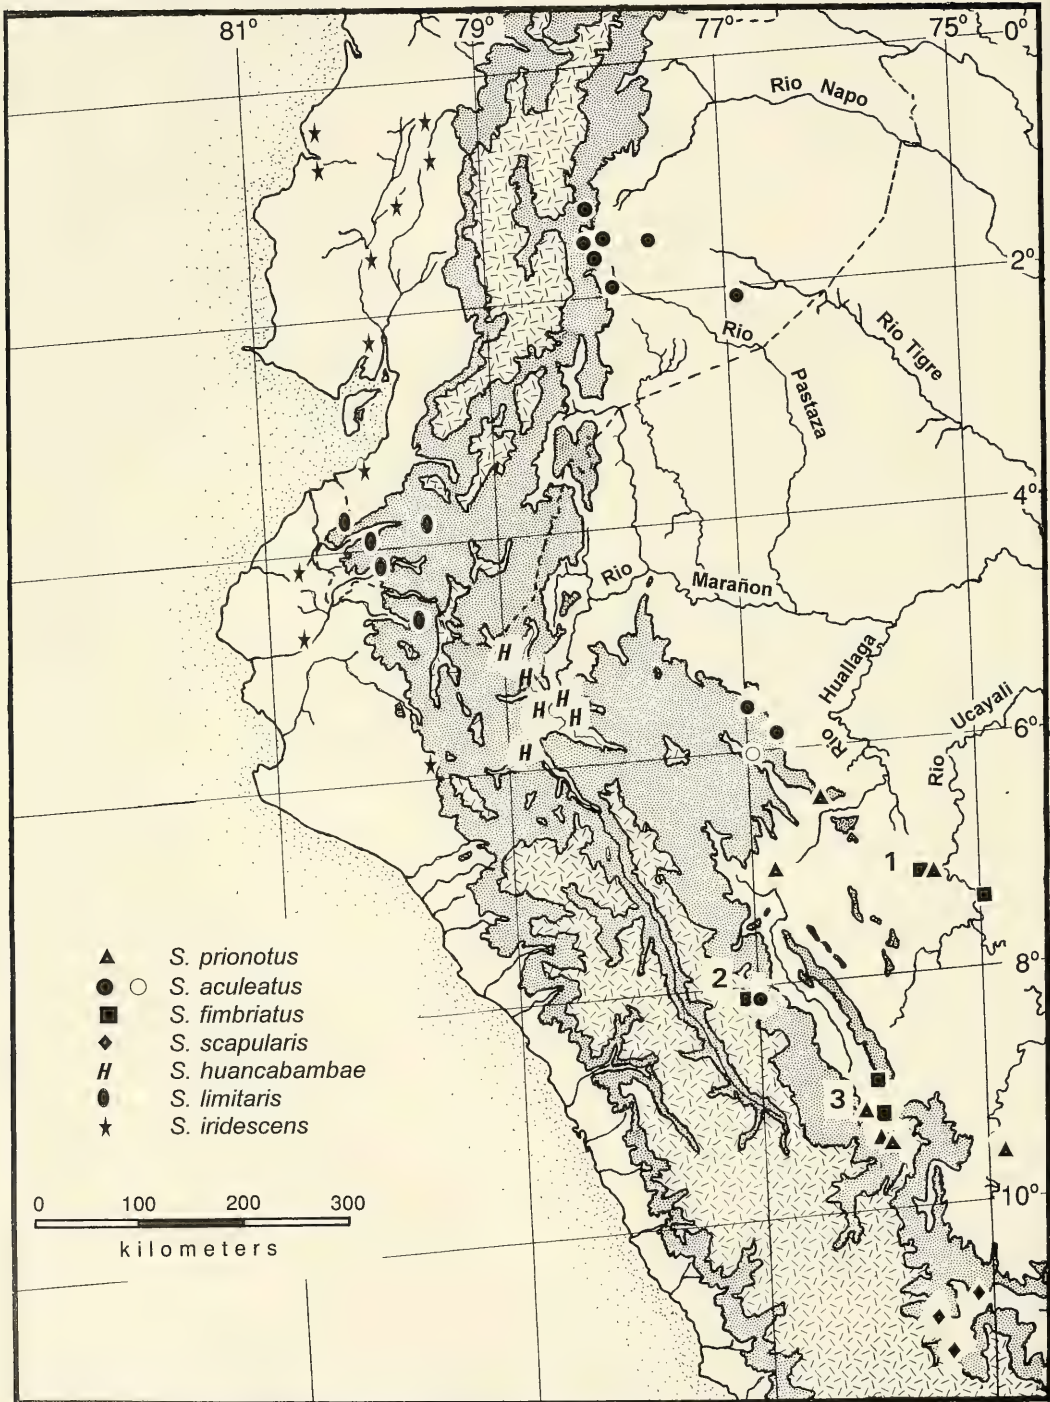 81° 79° 77° 75° 0°
Rio Napo
2°
Rio
Pastaza
Rio Tigre
4°
Rio Marañon
H
H
H
H
H
H
Rio Huallaga
Rio Ucayali
6°
1
8°
2
3
10°
S. prionotus
S. aculeatus
S. fimbriatus
S. scapularis
H S. huancabambae
S. limitaris
S. iridescens
0 100 200 300
kilometers